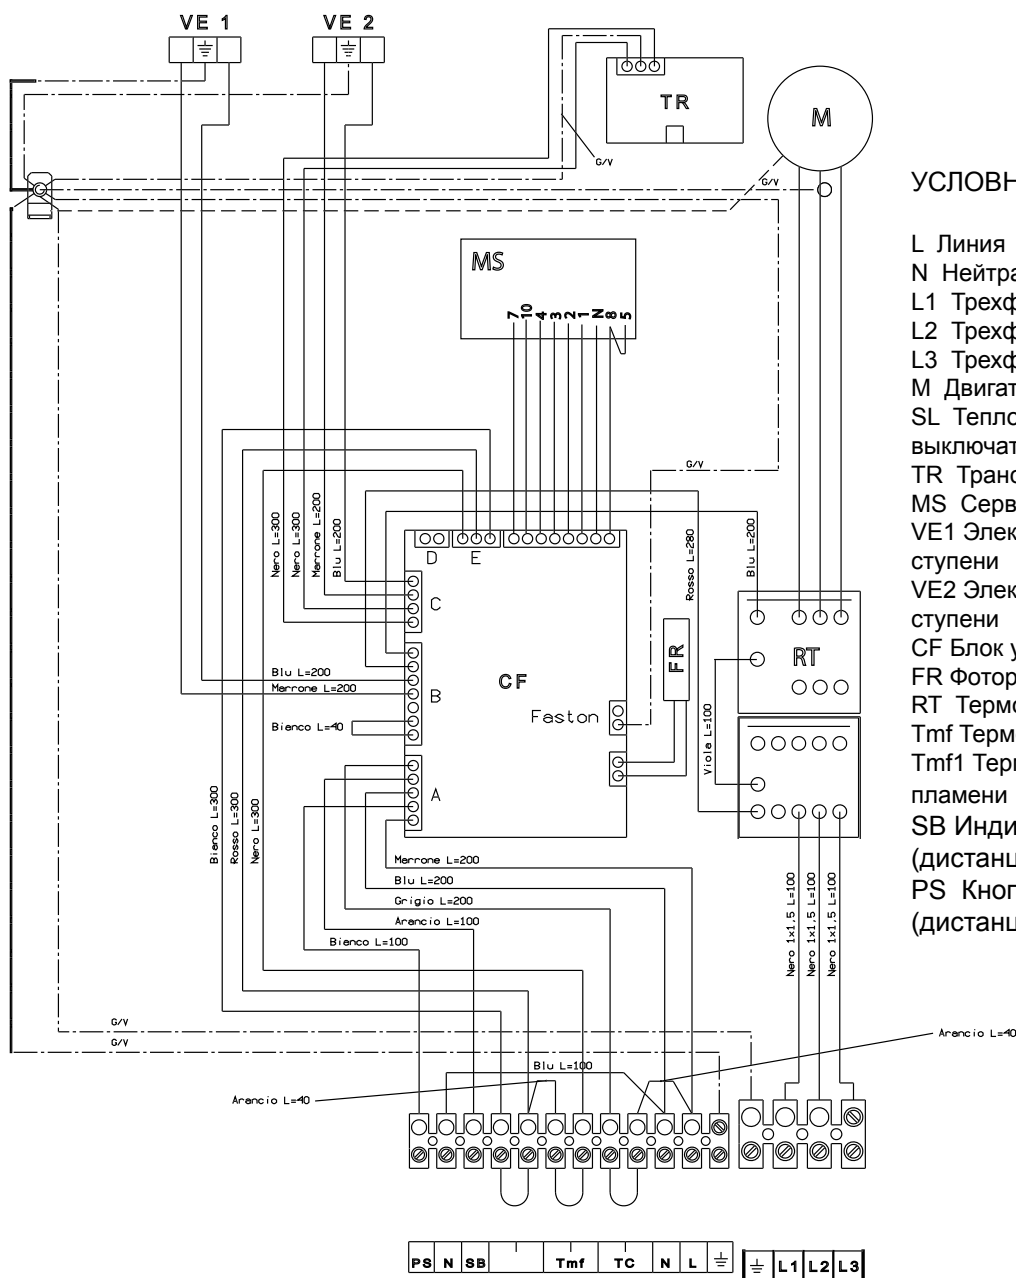 VE 1
VE 2
TR
M
G/V
G/V
УСЛОВН
L Линия
N Нейтра
L1 Трехф
L2 Трехф
L3 Трехф
M Двигат
SL Тепло
выключат
TR Транс
MS Серв
VE1 Элек
ступени
VE2 Элек
ступени
CF Блок у
FR Фотор
RT Термо
Tmf Терм
Tmf1 Терм
пламени
SB Инди
(дистанц
PS Кноп
(дистанц
MS
7 10 4 3 2 1 N 8 5
G/V
Nero L=300
Nero L=300
Marrone L=200
Blu L=200
Rosso L=280
Blu L=200
D
E
C
B
A
CF
Faston
FR
RT
Viola L=100
Blu L=200
Marrone L=200
Bianco L=40
Bianco L=300
Rosso L=300
Nero L=300
Marrone L=200
Blu L=200
Grigio L=200
Arancio L=100
Bianco L=100
Nero 1x1,5 L=100
Nero 1x1,5 L=100
Nero 1x1,5 L=100
G/V
G/V
Arancio L=40
Blu L=100
Arancio L=40
PS N SB Tmf TC N L
L1 L2 L3